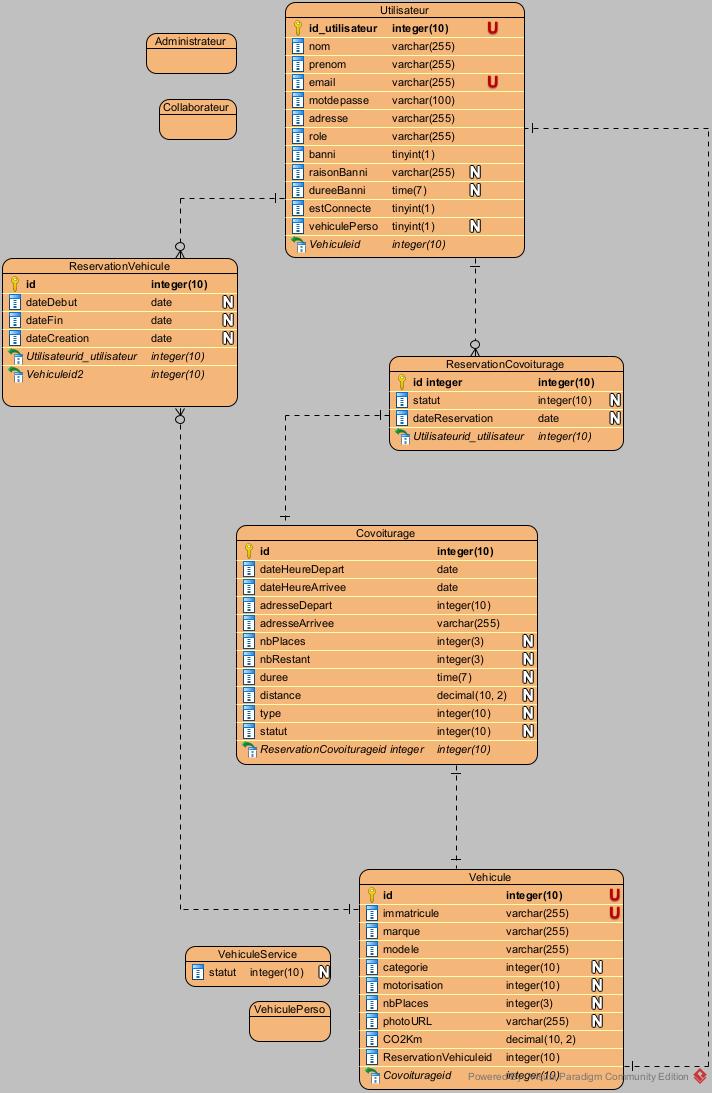 Utilisateur
id_utilisateur integer(10) U
nom varchar(255)
prenom varchar(255)
email varchar(255) U
motdepasse varchar(100)
adresse varchar(255)
role varchar(255)
banni tinyint(1)
raisonBanni varchar(255) N
dureeBanni time(7) N
estConnecte tinyint(1)
vehiculePerso tinyint(1) N
Vehiculeid integer(10)
Administrateur
Collaborateur
ReservationVehicule
id integer(10)
dateDebut date N
dateFin date N
dateCreation date N
Utilisateurid_utilisateur integer(10)
Vehiculeid2 integer(10)
ReservationCovoiturage
id integer integer(10)
statut integer(10) N
dateReservation date N
Utilisateurid_utilisateur integer(10)
Covoiturage
id integer(10)
dateHeureDepart date
dateHeureArrivee date
adresseDepart integer(10)
adresseArrivee varchar(255)
nbPlaces integer(3) N
nbRestant integer(3) N
duree time(7) N
distance decimal(10, 2) N
type integer(10) N
statut integer(10) N
ReservationCovoiturageid integer integer(10)
Vehicule
id integer(10) U
immatricule varchar(255) U
marque varchar(255)
modele varchar(255)
categorie integer(10) N
motorisation integer(10) N
nbPlaces integer(3) N
photoURL varchar(255) N
CO2Km decimal(10, 2)
ReservationVehiculeid integer(10)
Covoiturageid integer(10)
VehiculeService
statut integer(10) N
VehiculePerso
Powered By Visual Paradigm Community Edition